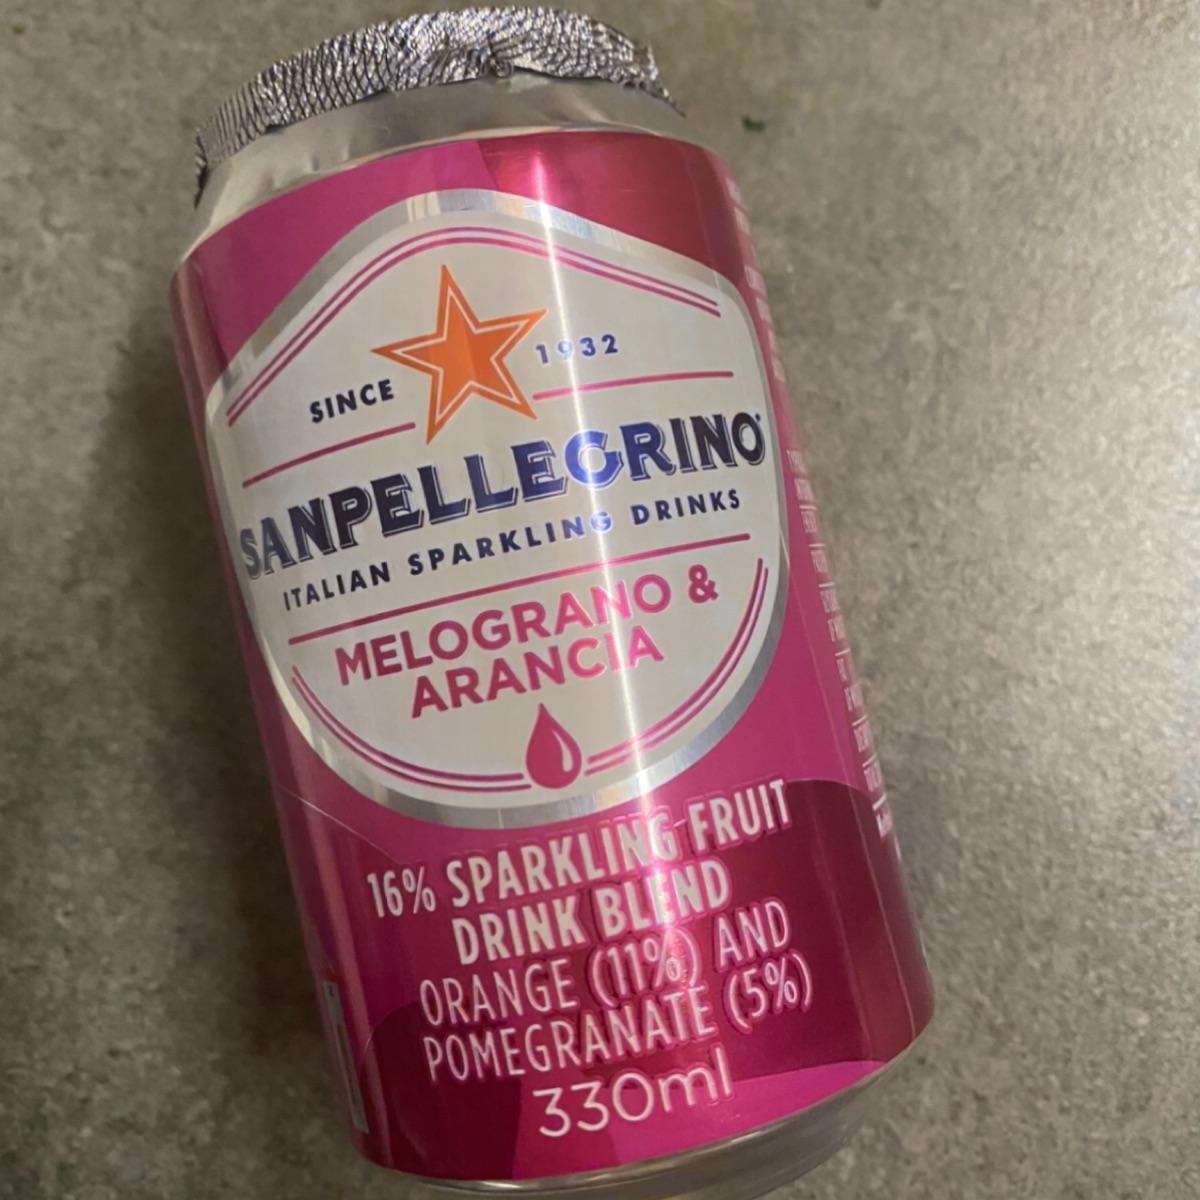 SINCE 1932
SANPELLEGRINO
ITALIAN SPARKLING DRINKS
MELOGRANO &
ARANCIA
16% SPARKLING FRUIT
DRINK BLEND
ORANGE (11%) AND
POMEGRANATE (5%)
330ml